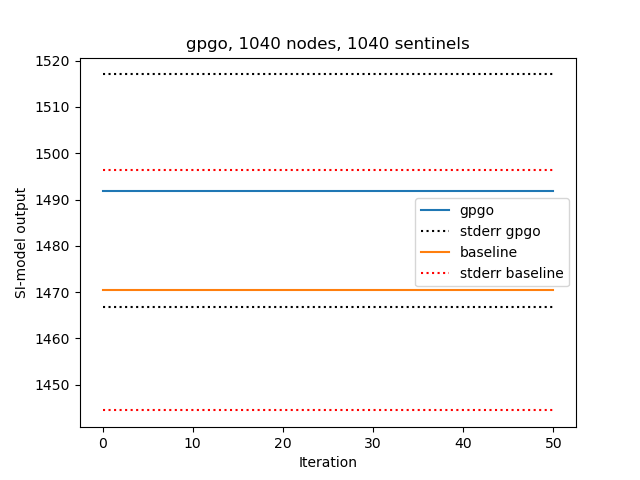 gpgo, 1040 nodes, 1040 sentinels
1520
1510
1500
1490
1480
1470
1460
1450
SI-model output
gpgo
stderr gpgo
baseline
stderr baseline
0 10 20 30 40 50
Iteration